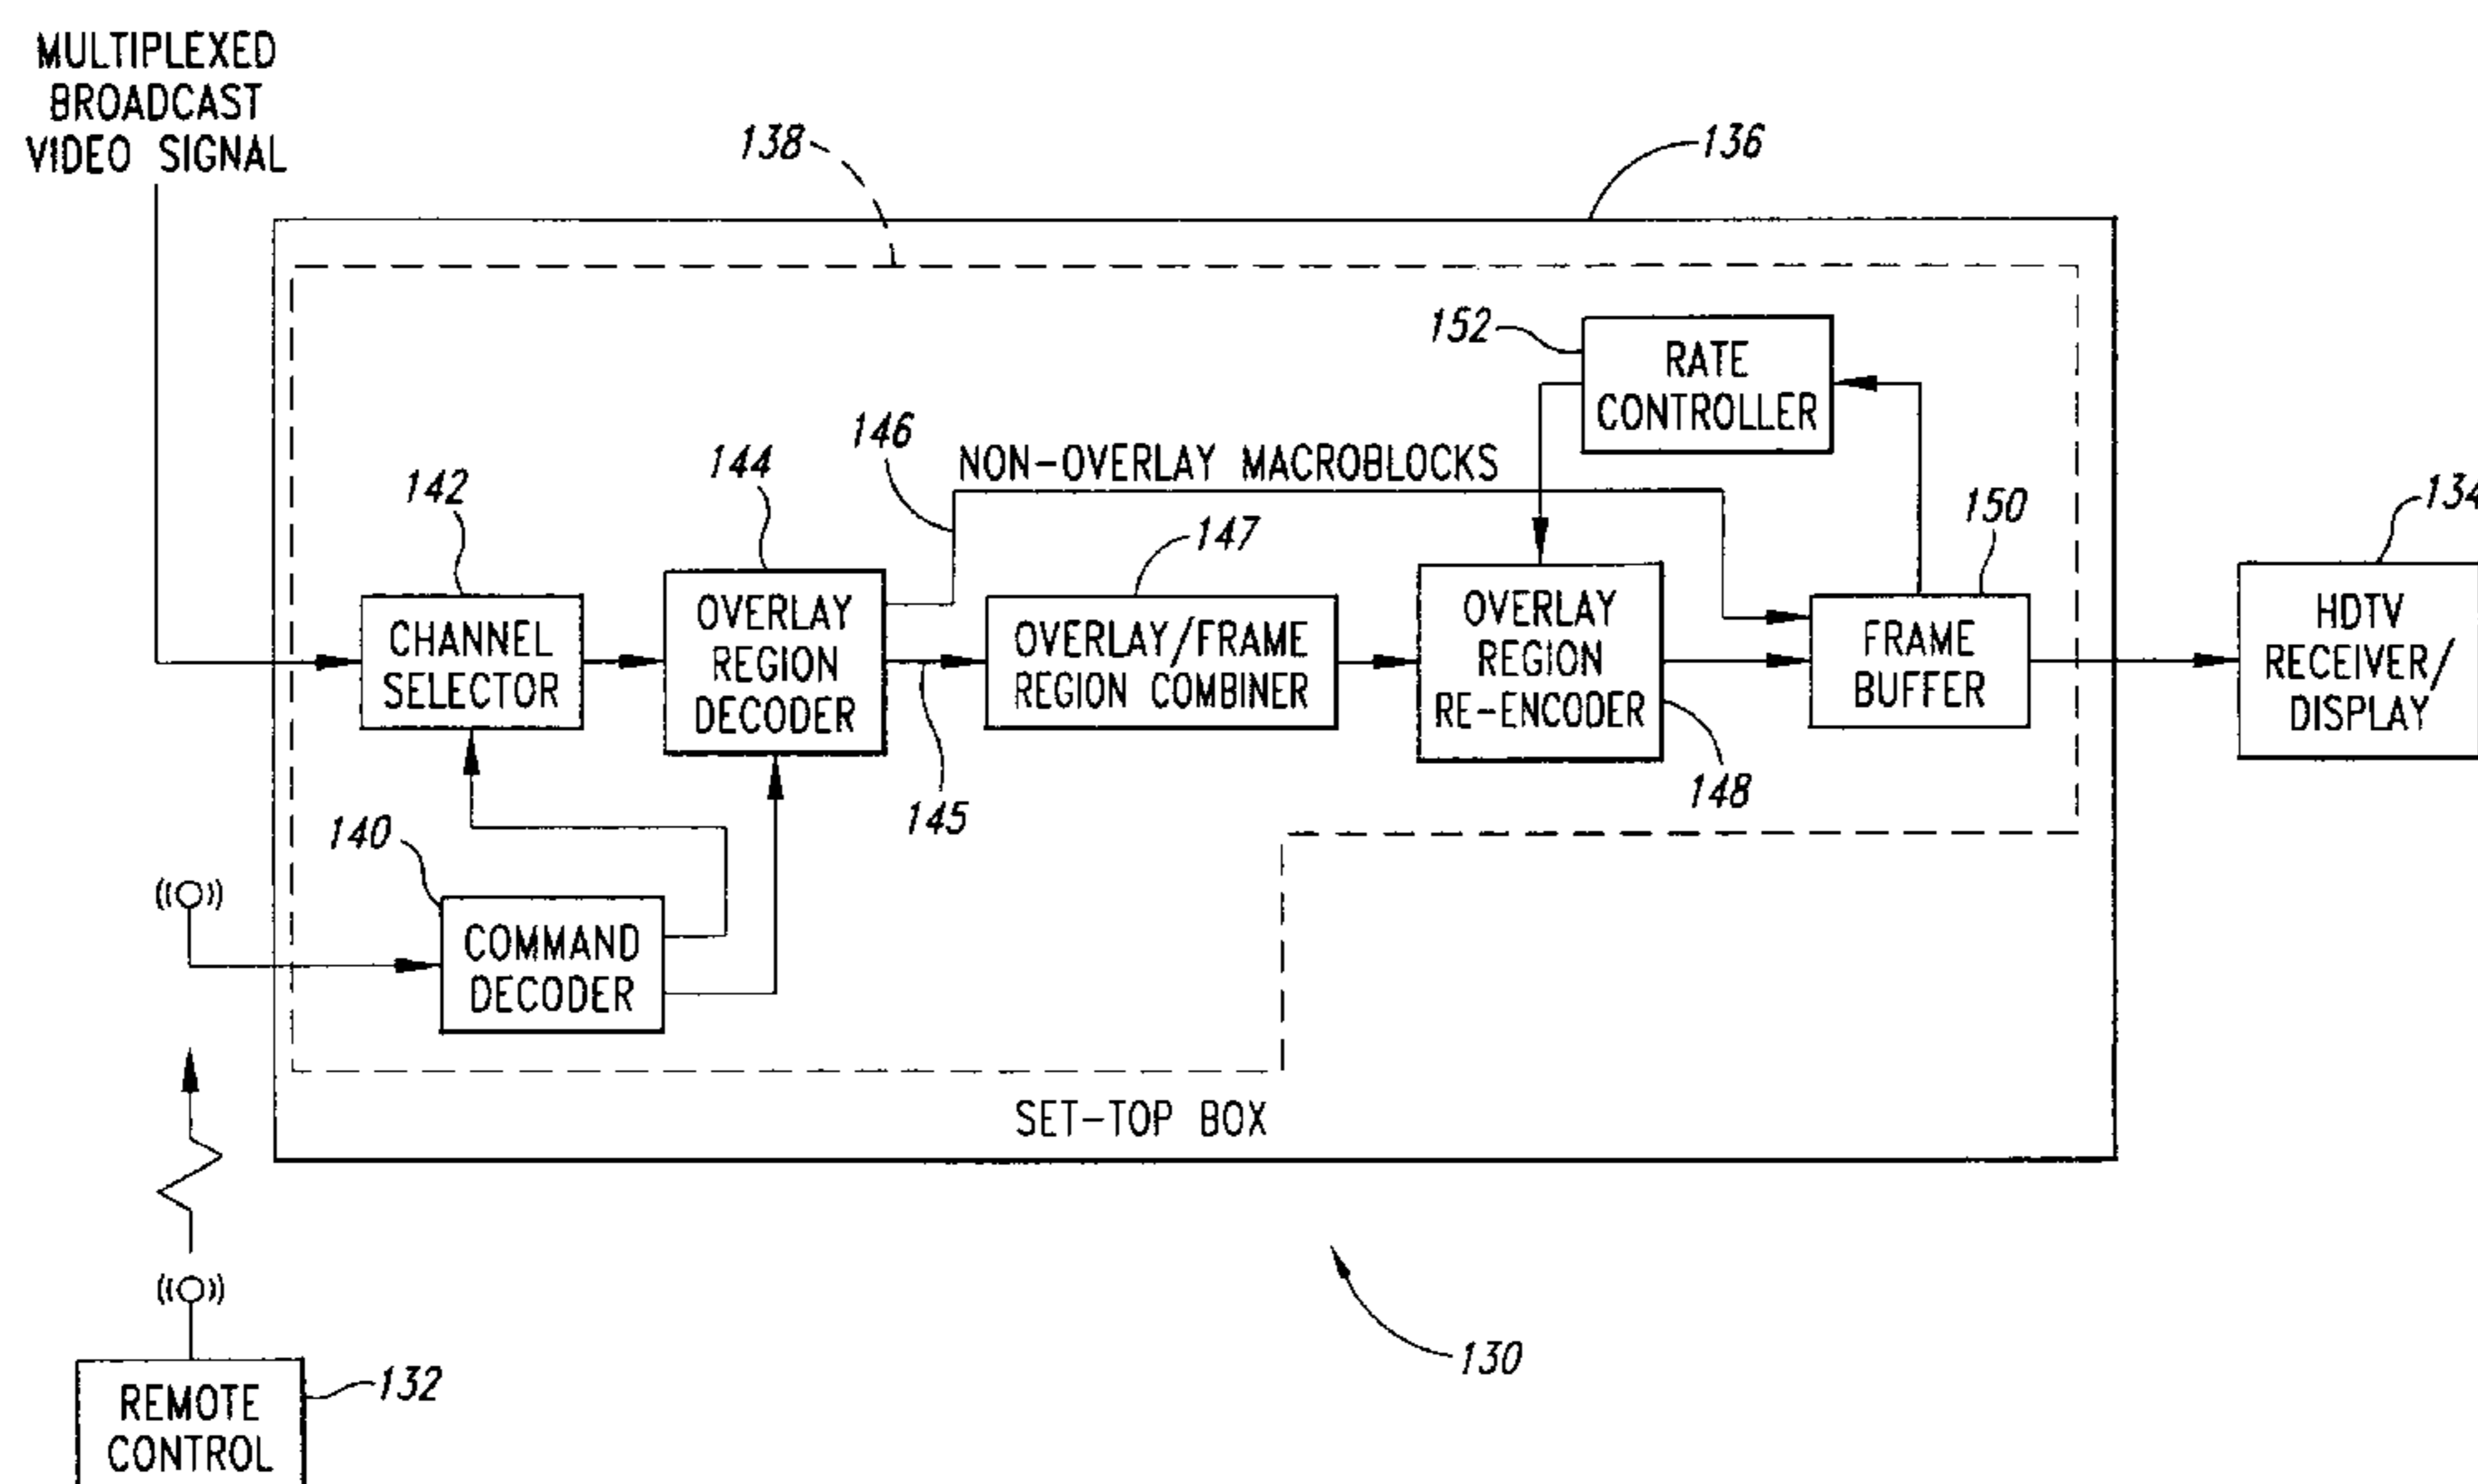 MULTIPLEXED
BROADCAST
VIDEO SIGNAL
138
136
152
RATE
CONTROLLER
146
NON-OVERLAY MACROBLOCKS
144
142
147
150
134
CHANNEL
SELECTOR
OVERLAY
REGION
DECODER
OVERLAY/FRAME
REGION COMBINER
OVERLAY
REGION
RE-ENCODER
FRAME
BUFFER
HDTV
RECEIVER/
DISPLAY
148
145
140
COMMAND
DECODER
SET-TOP BOX
130
132
REMOTE
CONTROL